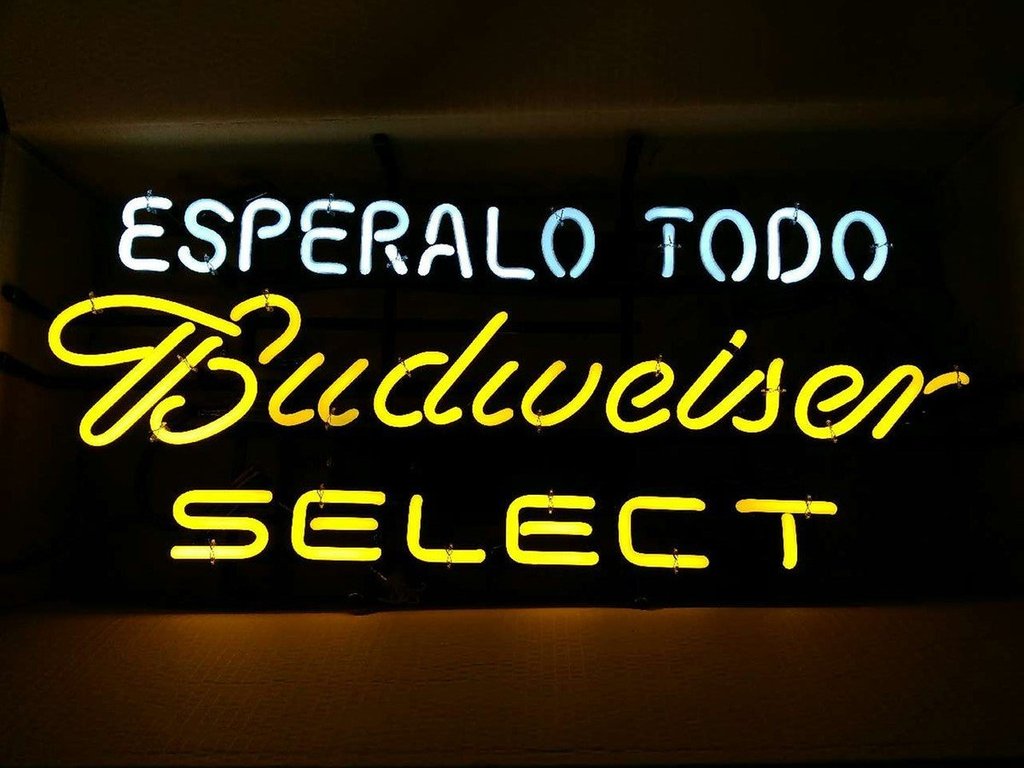 ESPERALO TODO
Budweiser
SELECT